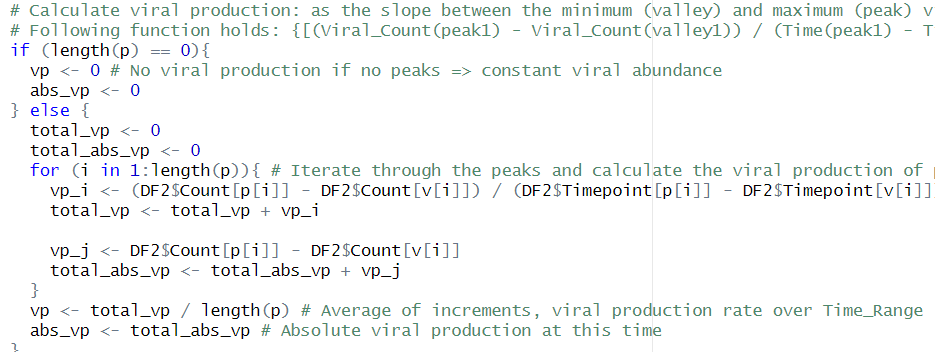 # Calculate viral production: as the slope between the minimum (valley) and maximum (peak) v
# Following function holds: {[(Viral_Count(peak1) - Viral_Count(valley1)) / (Time(peak1) - T
if (length(p) == 0){
  vp <- 0 # No viral production if no peaks => constant viral abundance
  abs_vp <- 0
} else {
  total_vp <- 0
  total_abs_vp <- 0
  for (i in 1:length(p)){ # Iterate through the peaks and calculate the viral production of
    vp_i <- (DF2$Count[p[i]] - DF2$Count[v[i]]) / (DF2$Timepoint[p[i]] - DF2$Timepoint[v[i]]
    total_vp <- total_vp + vp_i

    vp_j <- DF2$Count[p[i]] - DF2$Count[v[i]]
    total_abs_vp <- total_abs_vp + vp_j
  }
  vp <- total_vp / length(p) # Average of increments, viral production rate over Time_Range
  abs_vp <- total_abs_vp # Absolute viral production at this time
}